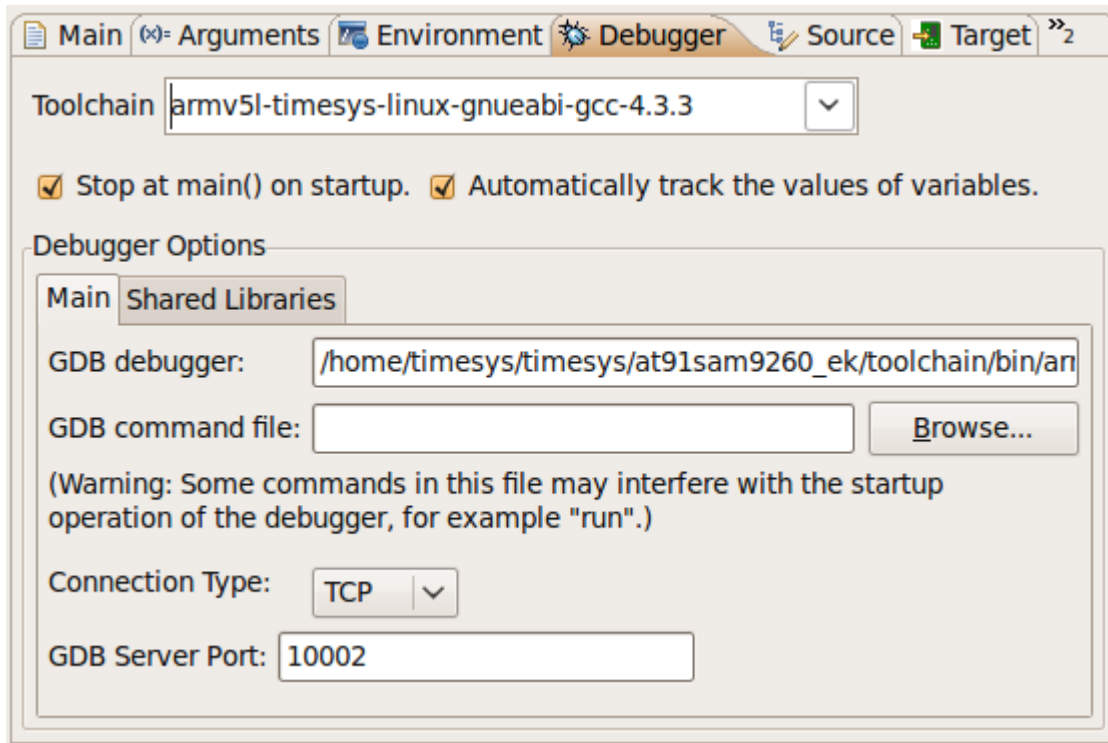 Main (x)= Arguments Environment Debugger Source Target »2
Toolchain armv5l-timesys-linux-gnueabi-gcc-4.3.3
Stop at main() on startup. Automatically track the values of variables.
Debugger Options
Main Shared Libraries
GDB debugger: /home/timesys/timesys/at91sam9260_ek/toolchain/bin/arm
GDB command file: Browse...
(Warning: Some commands in this file may interfere with the startup
operation of the debugger, for example "run".)
Connection Type: TCP
GDB Server Port: 10002